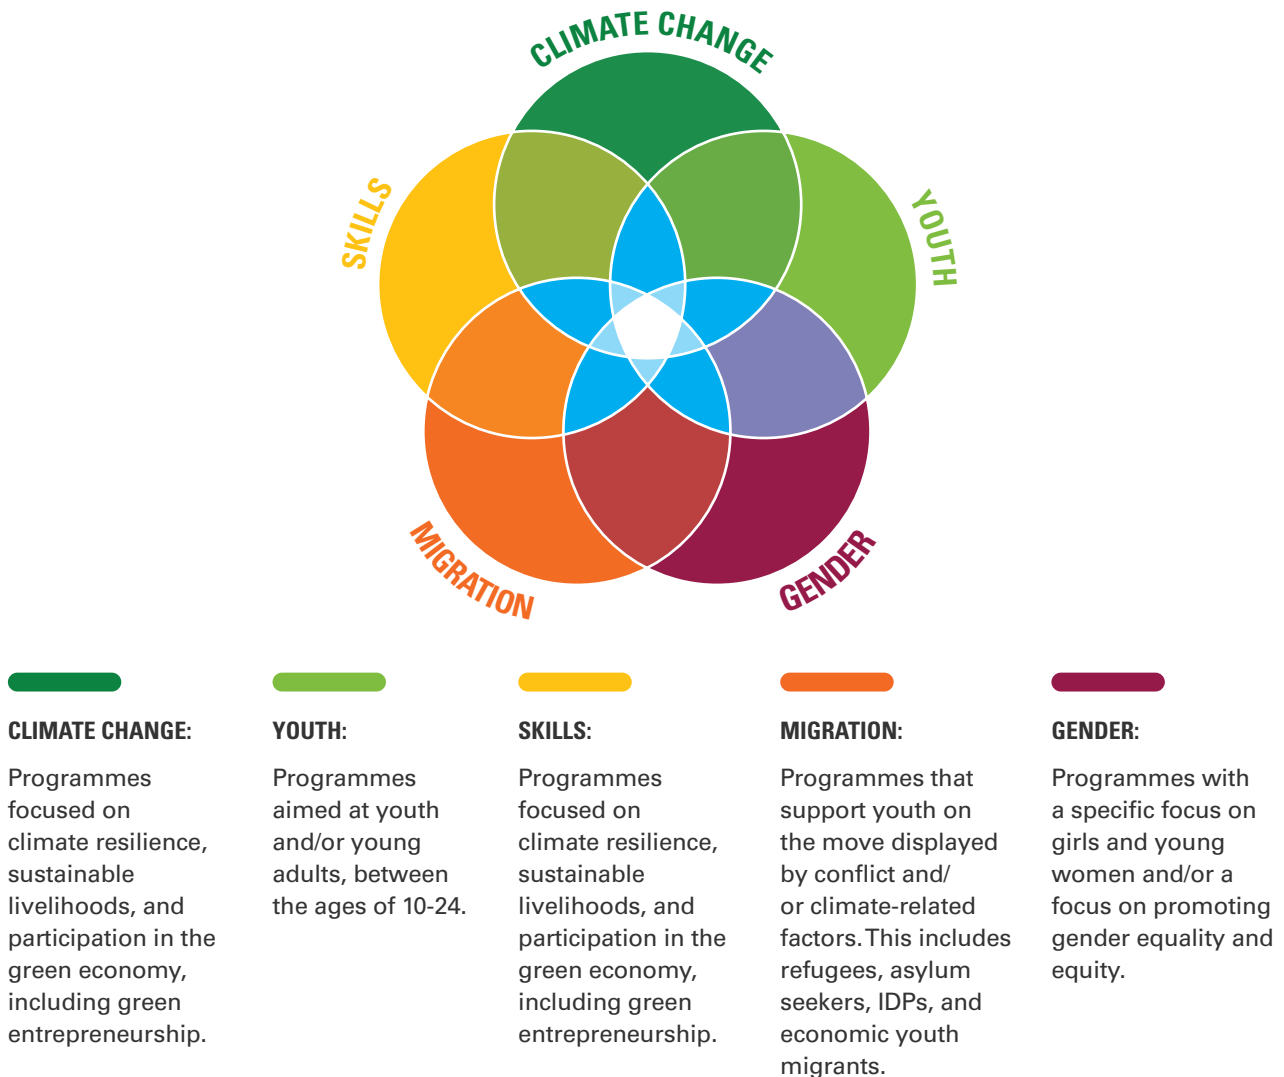 CLIMATE CHANGE
SKILLS
YOUTH
MIGRATION
GENDER
CLIMATE CHANGE:
Programmes
focused on
climate resilience,
sustainable
livelihoods, and
participation in the
green economy,
including green
entrepreneurship.
YOUTH:
Programmes
aimed at youth
and/or young
adults, between
the ages of 10-24.
SKILLS:
Programmes
focused on
climate resilience,
sustainable
livelihoods, and
participation in the
green economy,
including green
entrepreneurship.
MIGRATION:
Programmes that
support youth on
the move displayed
by conflict and/
or climate-related
factors. This includes
refugees, asylum
seekers, IDPs, and
economic youth
migrants.
GENDER:
Programmes with
a specific focus on
girls and young
women and/or a
focus on promoting
gender equality and
equity.